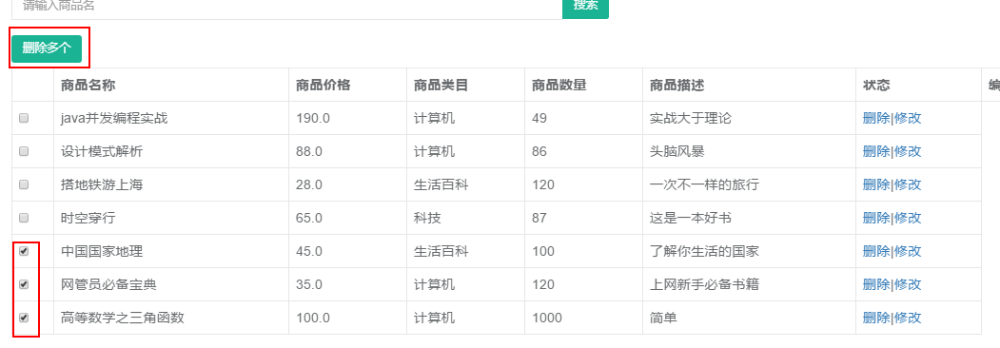 请输入商品名 搜索
删除多个
商品名称 商品价格 商品类目 商品数量 商品描述 状态 编
java并发编程实战 190.0 计算机 49 实战大于理论 删除|修改
设计模式解析 88.0 计算机 86 头脑风暴 删除|修改
搭地铁游上海 28.0 生活百科 120 一次不一样的旅行 删除|修改
时空穿行 65.0 科技 87 这是一本好书 删除|修改
中国国家地理 45.0 生活百科 100 了解你生活的国家 删除|修改
网管员必备宝典 35.0 计算机 120 上网新手必备书籍 删除|修改
高等数学之三角函数 100.0 计算机 1000 简单 删除|修改